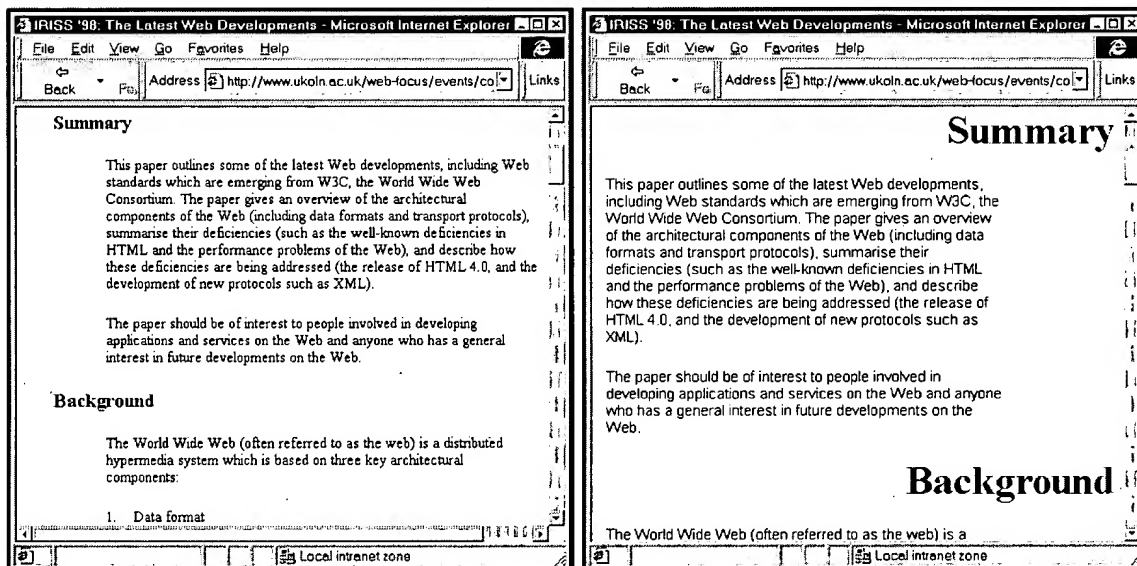 IRISS '98: The Latest Web Developments - Microsoft Internet Explorer
File Edit View Go Favorites Help
Back Address http://www.ukoln.ac.uk/web-focus/events/co Links
Summary
This paper outlines some of the latest Web developments, including Web
standards which are emerging from W3C, the World Wide Web
Consortium. The paper gives an overview of the architectural
components of the Web (including data formats and transport protocols),
summarise their deficiencies (such as the well-known deficiencies in
HTML and the performance problems of the Web), and describe how
these deficiencies are being addressed (the release of HTML 4.0, and the
development of new protocols such as XML).
The paper should be of interest to people involved in developing
applications and services on the Web and anyone who has a general
interest in future developments on the Web.
Background
The World Wide Web (often referred to as the web) is a distributed
hypermedia system which is based on three key architectural
components:
1. Data format
Local intranet zone
IRISS '98: The Latest Web Developments - Microsoft Internet Explorer
File Edit View Go Favorites Help
Back Address http://www.ukoln.ac.uk/web-focus/events/co Links
Summary
This paper outlines some of the latest Web developments,
including Web standards which are emerging from W3C, the
World Wide Web Consortium. The paper gives an overview
of the architectural components of the Web (including data
formats and transport protocols), summarise their
deficiencies (such as the well-known deficiencies in HTML
and the performance problems of the Web), and describe
how these deficiencies are being addressed (the release of
HTML 4.0, and the development of new protocols such as
XML).
The paper should be of interest to people involved in
developing applications and services on the Web and anyone
who has a general interest in future developments on the
Web.
Background
The World Wide Web (often referred to as the web) is a
Local intranet zone